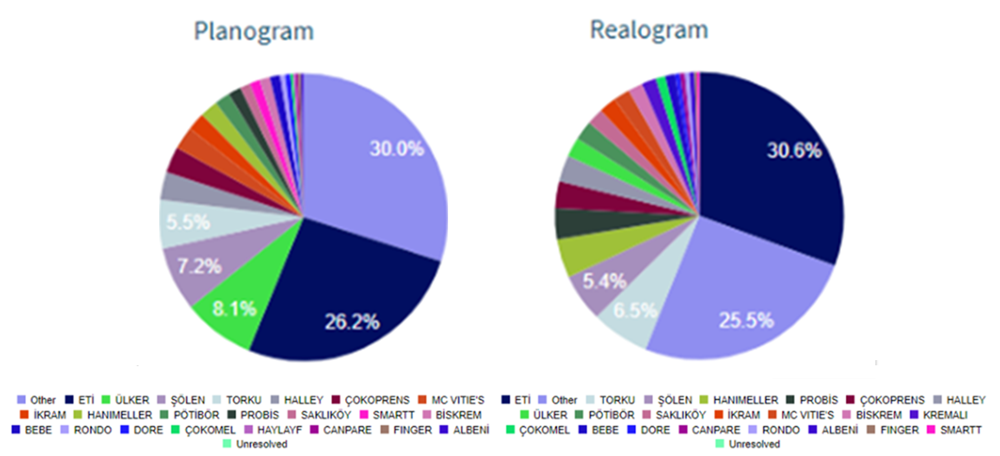 Planogram
30.0%
5.5%
7.2%
8.1%
26.2%
Other ETİ ÜLKER ŞÖLEN TORKU HALLEY ÇOKOPRENS MC VITIE'S
İKRAM HANIMELLER PÖTİBÖR PROBİS SAKLIKÖY SMARTT BİSKREM
BEBE RONDO DORE ÇOKOMEL HAYLAYF CANPARE FINGER ALBENİ
Unresolved
Realogram
30.6%
5.4%
6.5%
25.5%
ETİ Other TORKU ŞÖLEN HANIMELLER PROBİS ÇOKOPRENS HALLEY
ÜLKER PÖTİBÖR SAKLIKÖY İKRAM MC VITIE'S BİSKREM KREMALI
ÇOKOMEL BEBE DORE CANPARE RONDO ALBENİ FINGER SMARTT
Unresolved